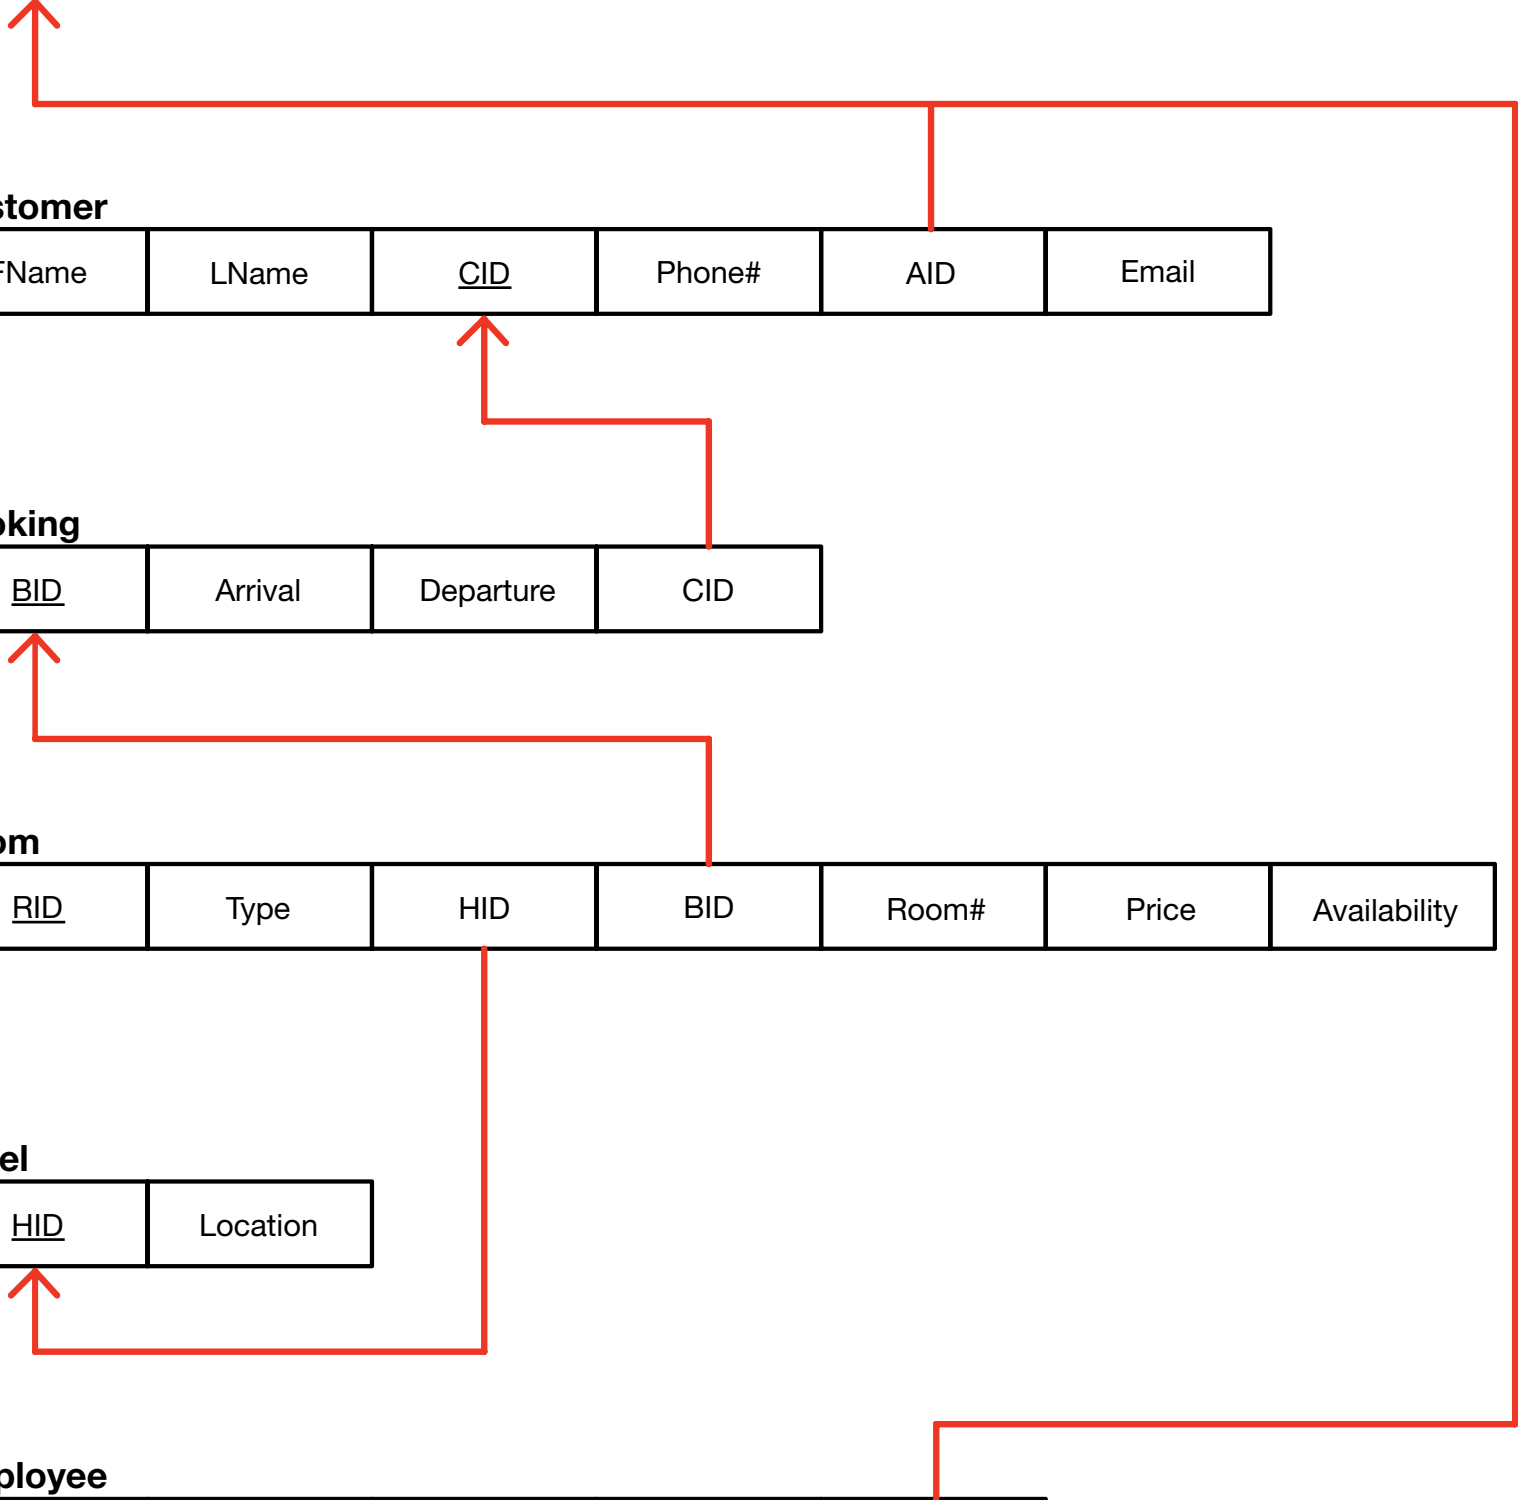 stomer
FName LName CID Phone# AID Email
oking
BID Arrival Departure CID
om
RID Type HID BID Room# Price Availability
el
HID Location
ployee